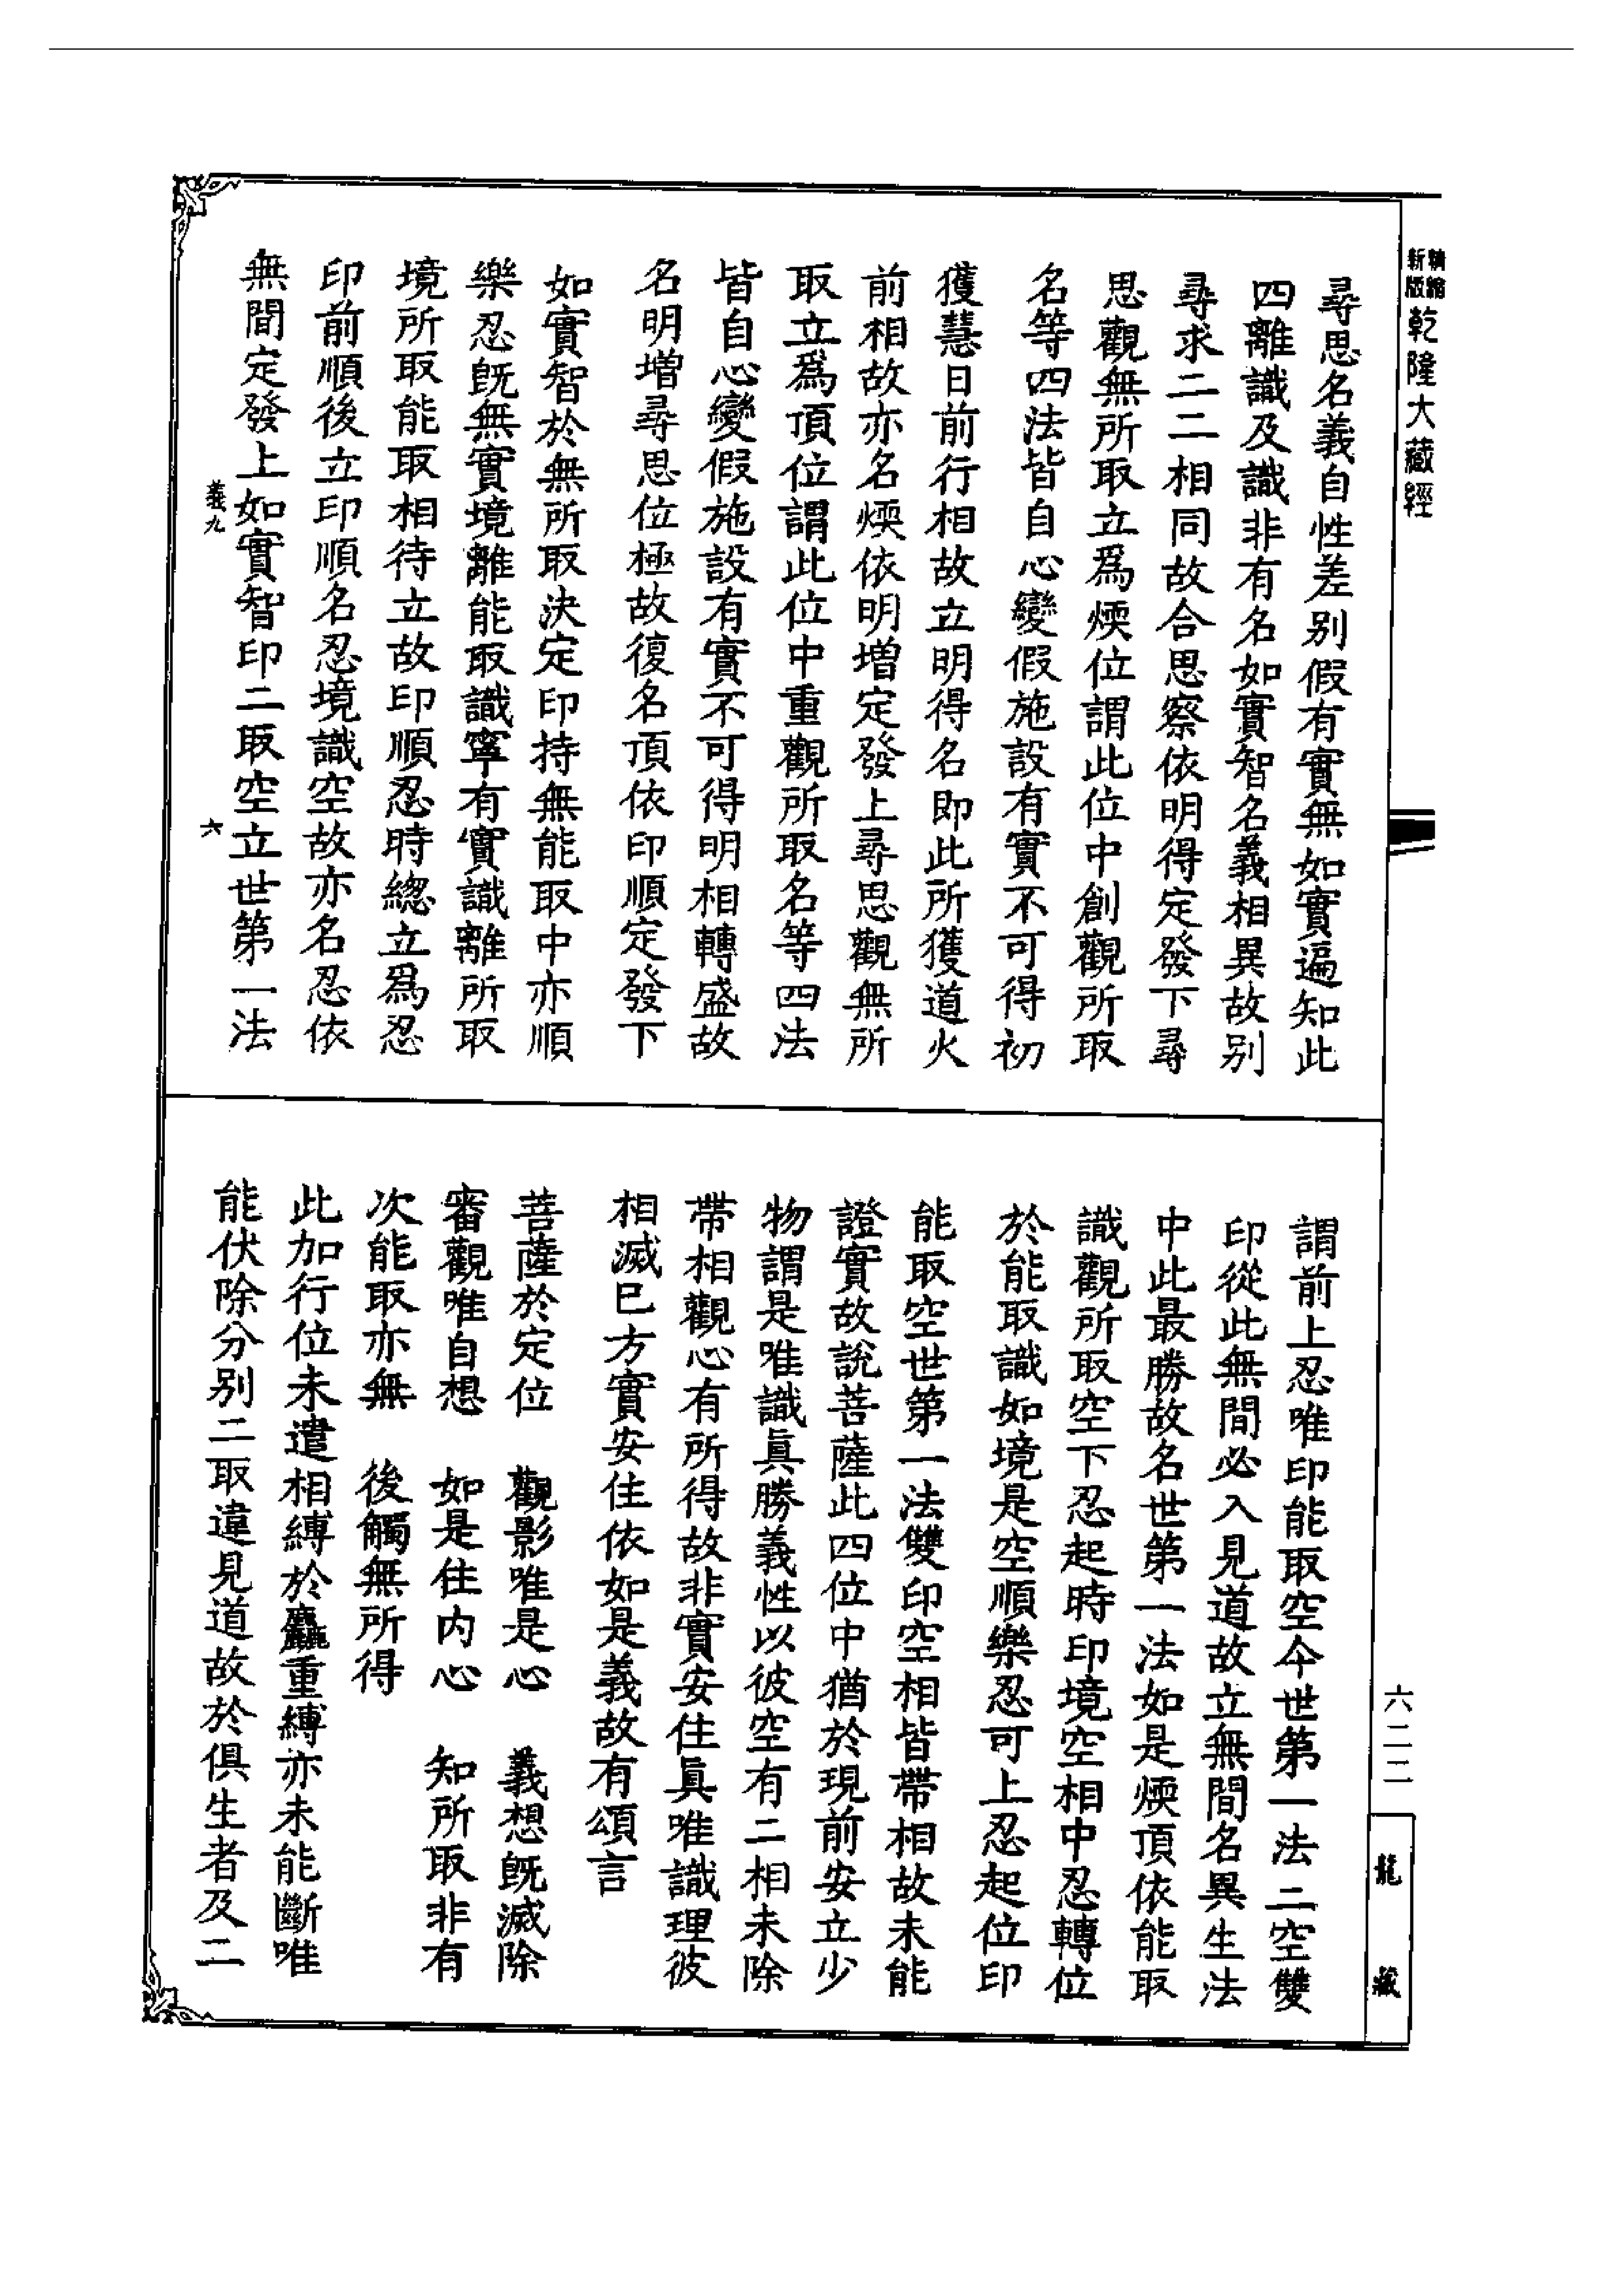 精縮
新版
乾隆大藏經
尋思名義自性差別假有實無如實遍知此
四離識及識非有名如實智名義相異故別
尋求二二相同故合思察依明得定發下尋
思觀無所取立爲煗位謂此位中創觀所取
名等四法皆自心變假施設有實不可得初
獲慧日前行相故立明得名即此所獲道火
前相故亦名煗依明增定發上尋思觀無所
取立爲頂位謂此位中重觀所取名等四法
皆自心變假施設有實不可得明相轉盛故
名明增尋思位極故復名頂依印順定發下
如實智於無所取決定印持無能取中亦順
樂忍既無實境離能取識寧有實識離所取
境所取能取相待立故印順忍時總立爲忍
印前順後立印順名忍境識空故亦名忍依
無間定發上如實智印二取空立世第一法
義九
六
謂前上忍唯印能取空今世第一法二空雙
印從此無間必入見道故立無間名異生法
中此最勝故名世第一法如是煗頂依能取
識觀所取空下忍起時印境空相中忍轉位
於能取識如境是空順樂忍可上忍起位印
能取空世第一法雙印空相皆帶相故未能
證實故說菩薩此四位中猶於現前安立少
物謂是唯識眞勝義性以彼空有二相未除
帶相觀心有所得故非實安住眞唯識理彼
相滅已方實安住依如是義故有頌言
菩薩於定位　觀影唯是心　義想既滅除
審觀唯自想　如是住內心　知所取非有
次能取亦無　後觸無所得
此加行位未遣相縛於麤重縛亦未能斷唯
能伏除分別二取違見道故於俱生者及二
六二二
龍藏